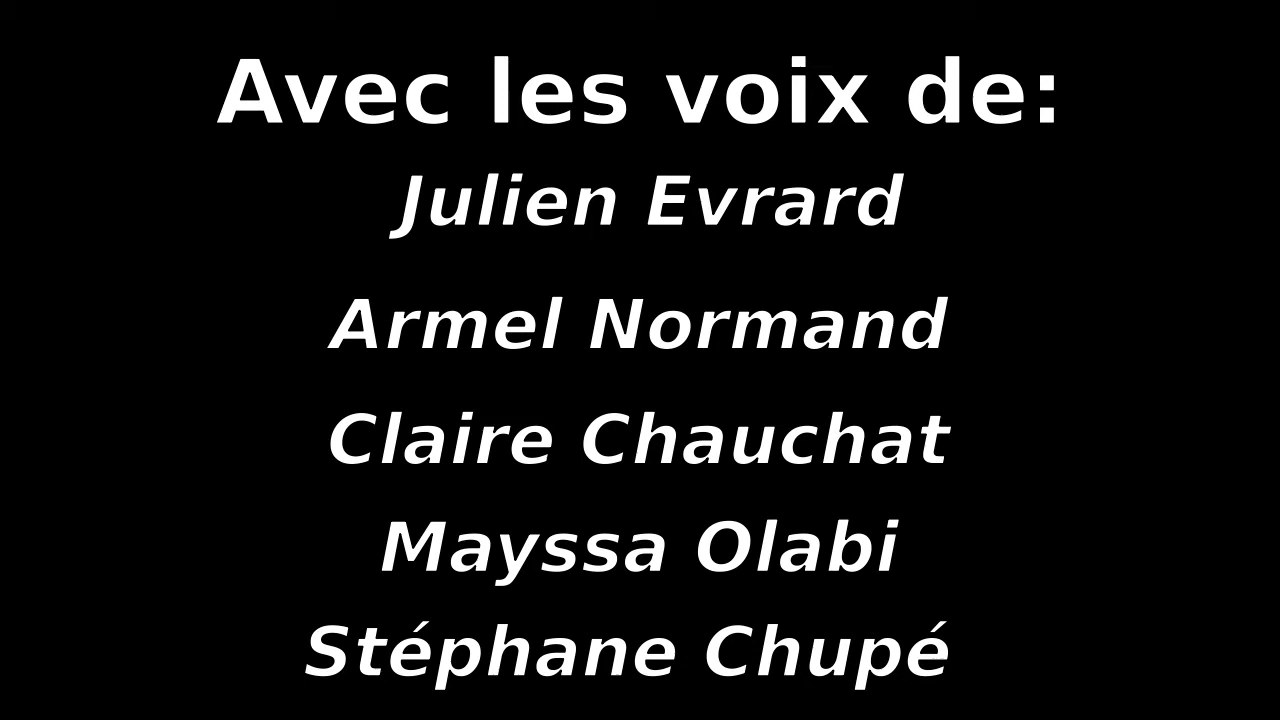 Avec les voix de:
Julien Evrard
Armel Normand
Claire Chauchat
Mayssa Olabi
Stéphane Chupé